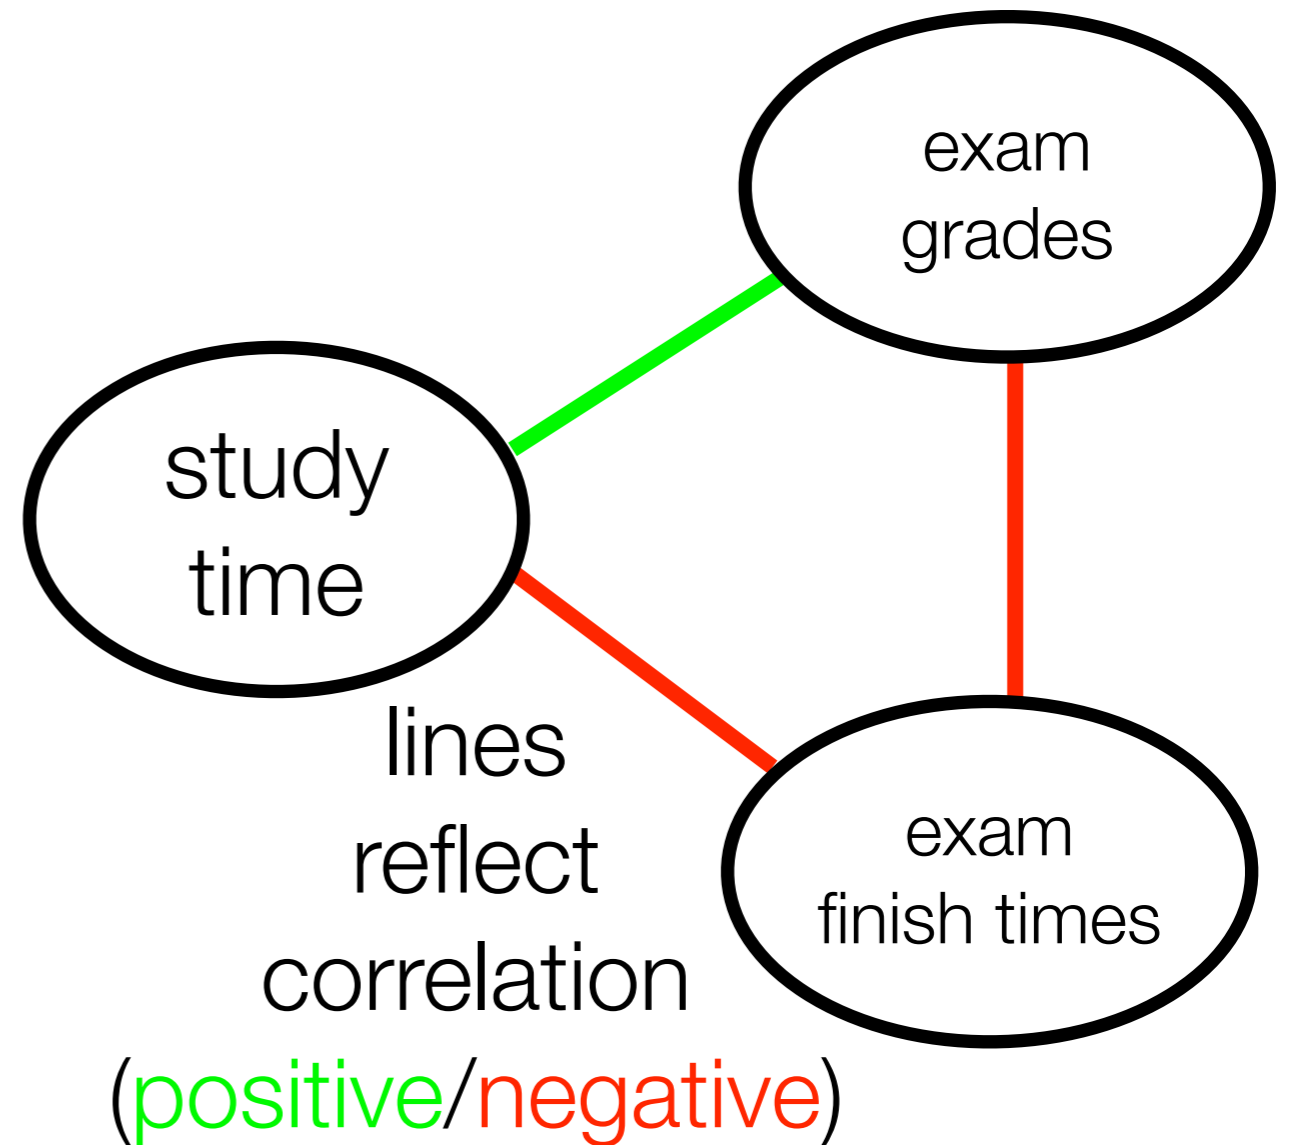 exam
grades
study
time
lines
reflect
correlation
(positive/negative)
exam
finish times